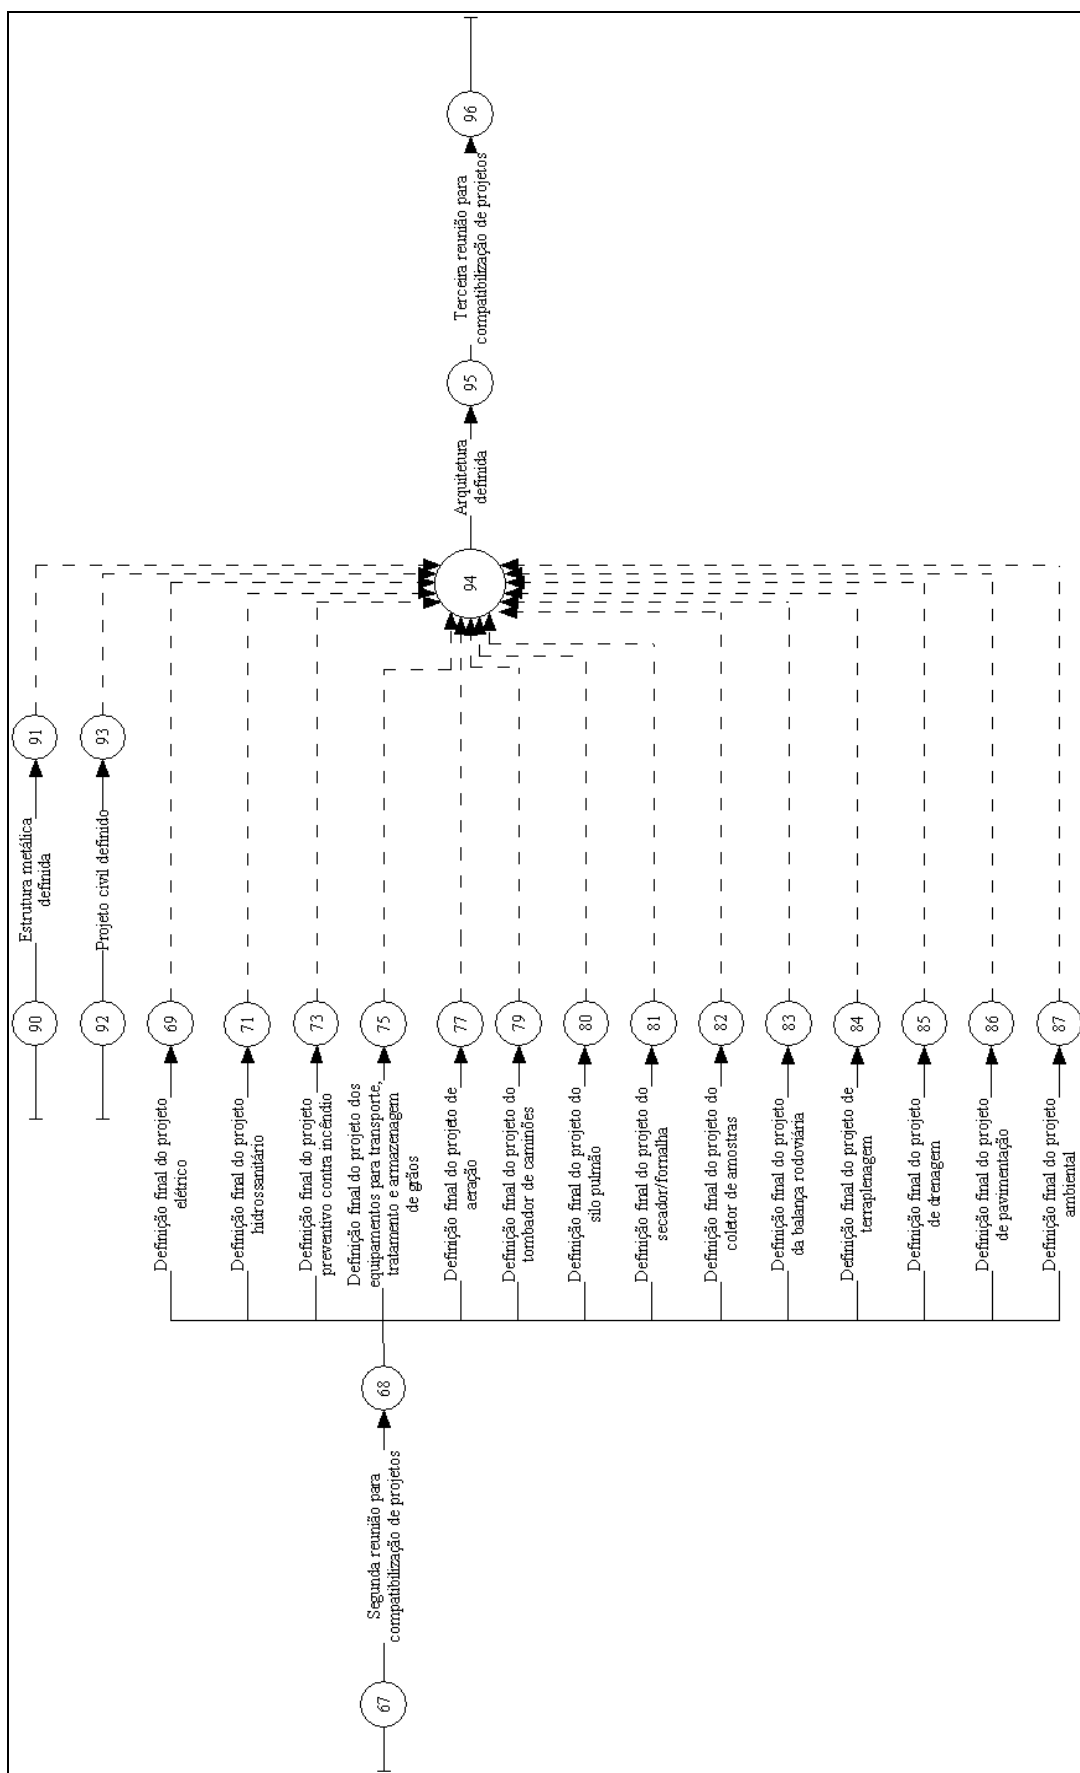 90
Estrutura metálica
definida
91
92
Projeto civil definido
93
67
Segunda reunião para
compatibilização de projetos
68
Definição final do projeto
elétrico
69
Definição final do projeto
hidrossanitário
71
Definição final do projeto
preventivo contra incêndio
73
Definição final do projeto dos
equipamentos para transporte,
tratamento e armazenagem
de grãos
75
Definição final do projeto de
aeração
77
Definição final do projeto do
tombador de caminões
79
Definição final do projeto do
silo pulmão
80
Definição final do projeto do
secador/fornalha
81
Definição final do projeto do
coletor de amostras
82
Definição final do projeto
da balança rodoviária
83
Definição final do projeto de
terraplenagem
84
Definição final do projeto
de drenagem
85
Definição final do projeto
de pavimentação
86
Definição final do projeto
ambiental
87
94
Arquitetura
definida
95
Terceira reunião para
compatibilização de projetos
96